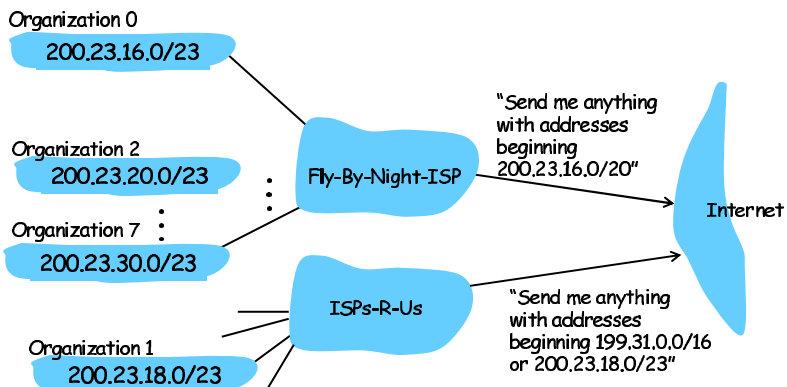 Organization 0
200.23.16.0/23
Organization 2
200.23.20.0/23
Organization 7
200.23.30.0/23
Fly-By-Night-ISP
"Send me anything
with addresses
beginning
200.23.16.0/20"
Internet
ISPs-R-Us
"Send me anything
with addresses
beginning 199.31.0.0/16
or 200.23.18.0/23"
Organization 1
200.23.18.0/23